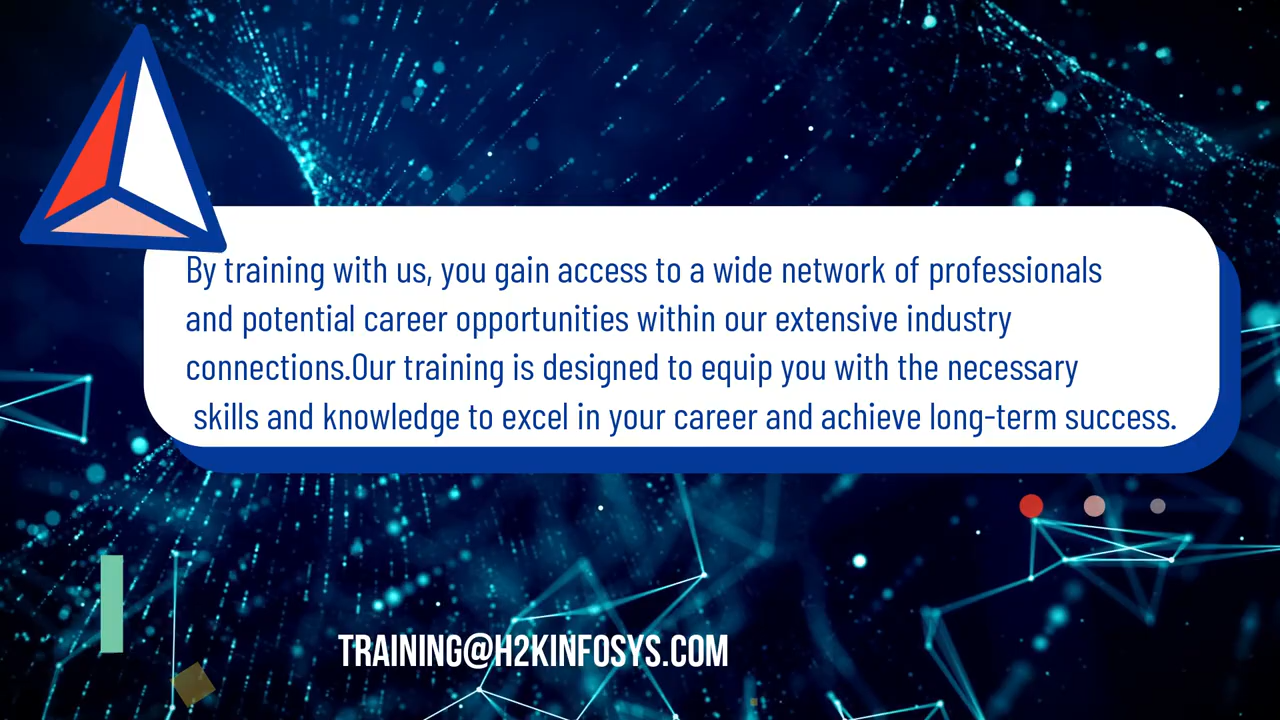 By training with us, you gain access to a wide network of professionals
and potential career opportunities within our extensive industry
connections.Our training is designed to equip you with the necessary
skills and knowledge to excel in your career and achieve long-term success.
TRAINING@H2KINFOSYS.COM